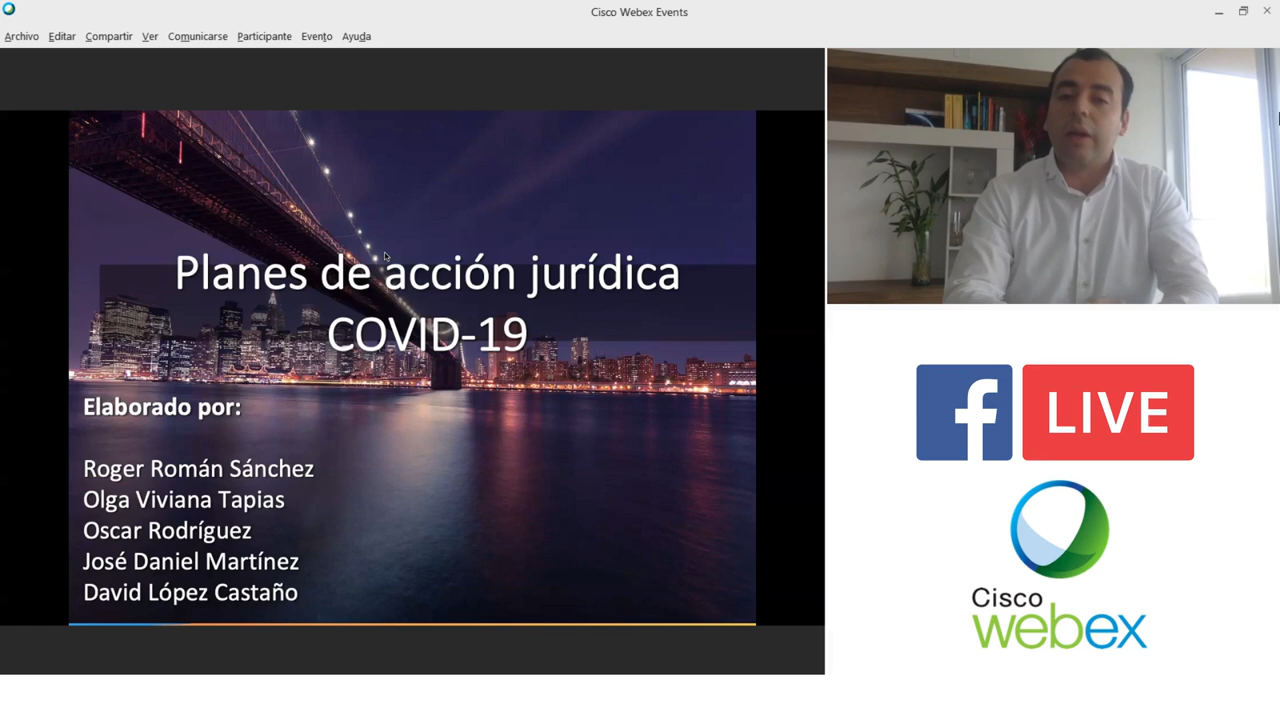 Cisco Webex Events
Archivo Editar Compartir Ver Comunicarse Participante Evento Ayuda
Planes de acción jurídica
COVID-19
Elaborado por:
Roger Román Sánchez
Olga Viviana Tapias
Oscar Rodríguez
José Daniel Martínez
David López Castaño
f LIVE
Cisco
webex